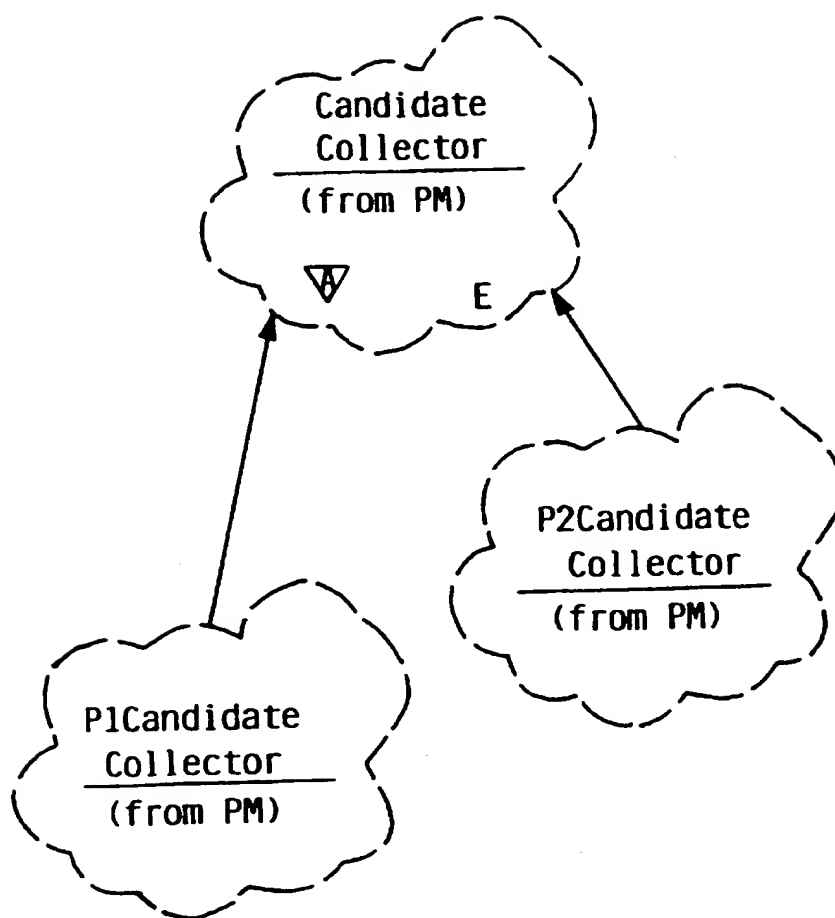 Candidate
Collector
(from PM)
A
E
P2Candidate
Collector
(from PM)
P1Candidate
Collector
(from PM)